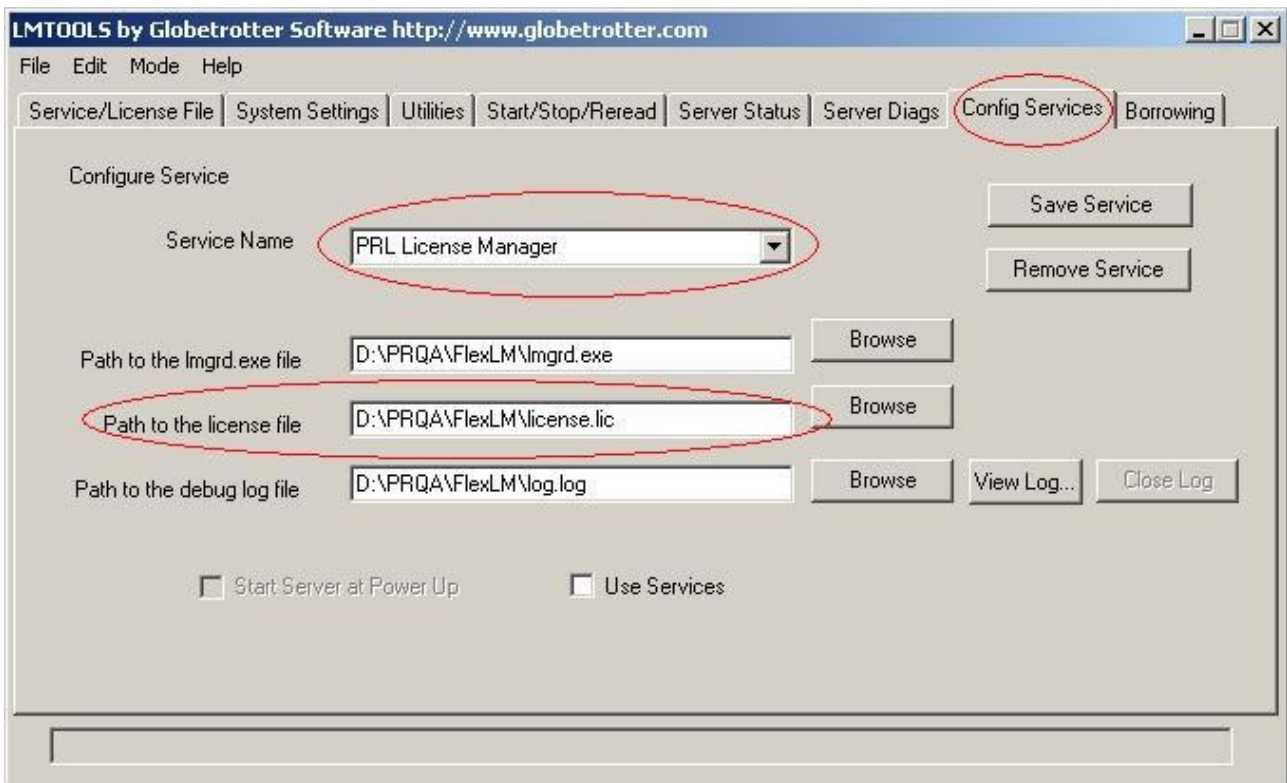 LMTOOLS by Globetrotter Software http://www.globetrotter.com
File Edit Mode Help
Service/License File System Settings Utilities Start/Stop/Reread Server Status Server Diags Config Services Borrowing
Configure Service
Save Service
Service Name PRL License Manager
Remove Service
Path to the lmgrd.exe file D:\PRQA\FlexLM\lmgrd.exe Browse
Path to the license file D:\PRQA\FlexLM\license.lic Browse
Path to the debug log file D:\PRQA\FlexLM\log.log Browse View Log... Close Log
Start Server at Power Up Use Services